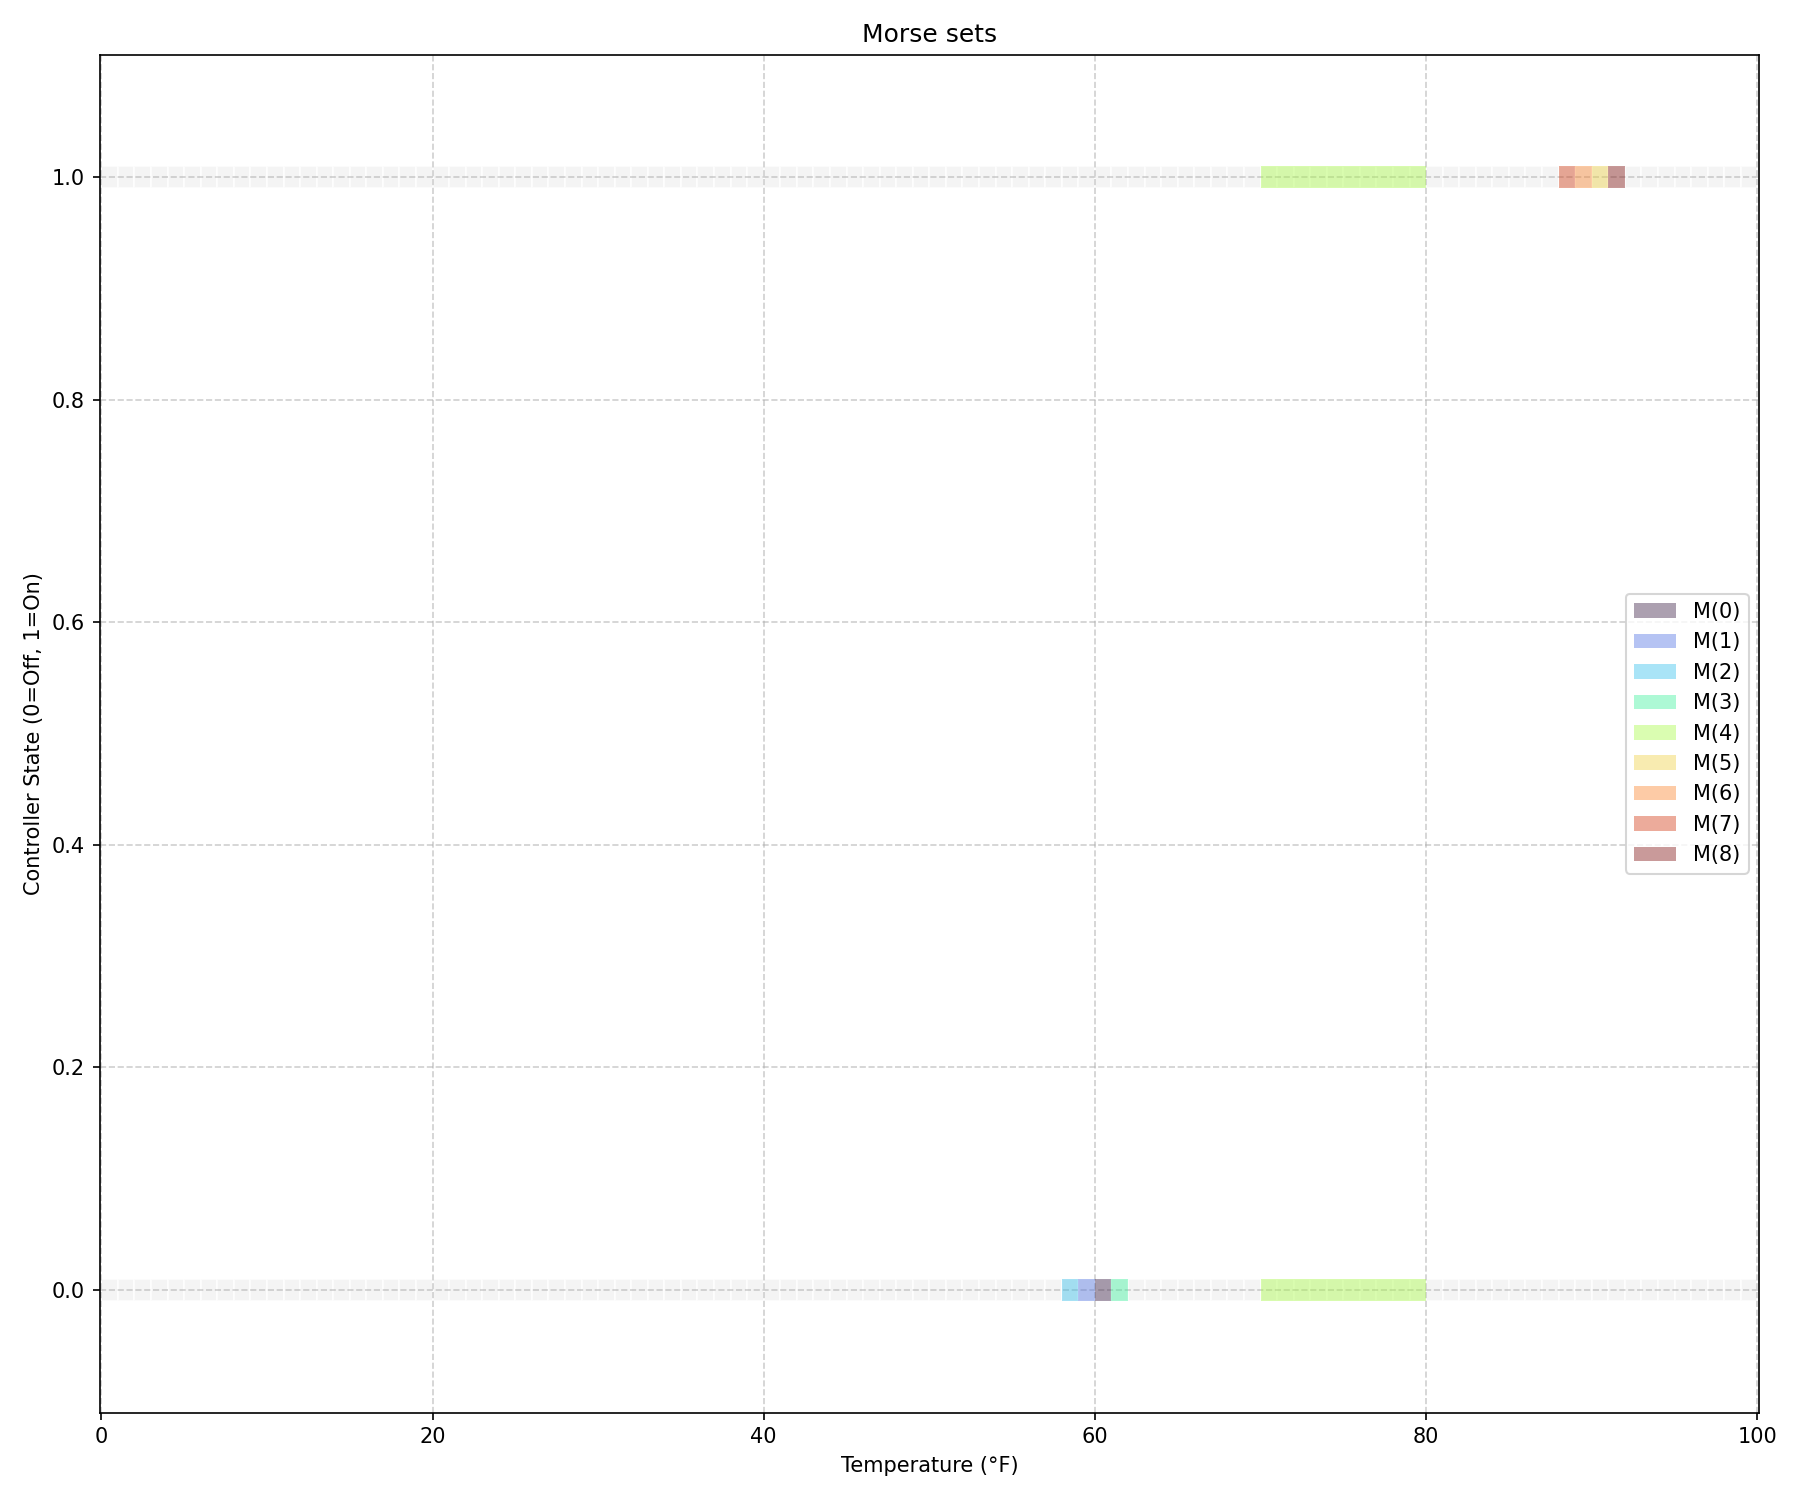 Morse sets
1.0
0.8
0.6
0.4
0.2
0.0
Controller State (0=Off, 1=On)
M(0)
M(1)
M(2)
M(3)
M(4)
M(5)
M(6)
M(7)
M(8)
0 20 40 60 80 100
Temperature (°F)